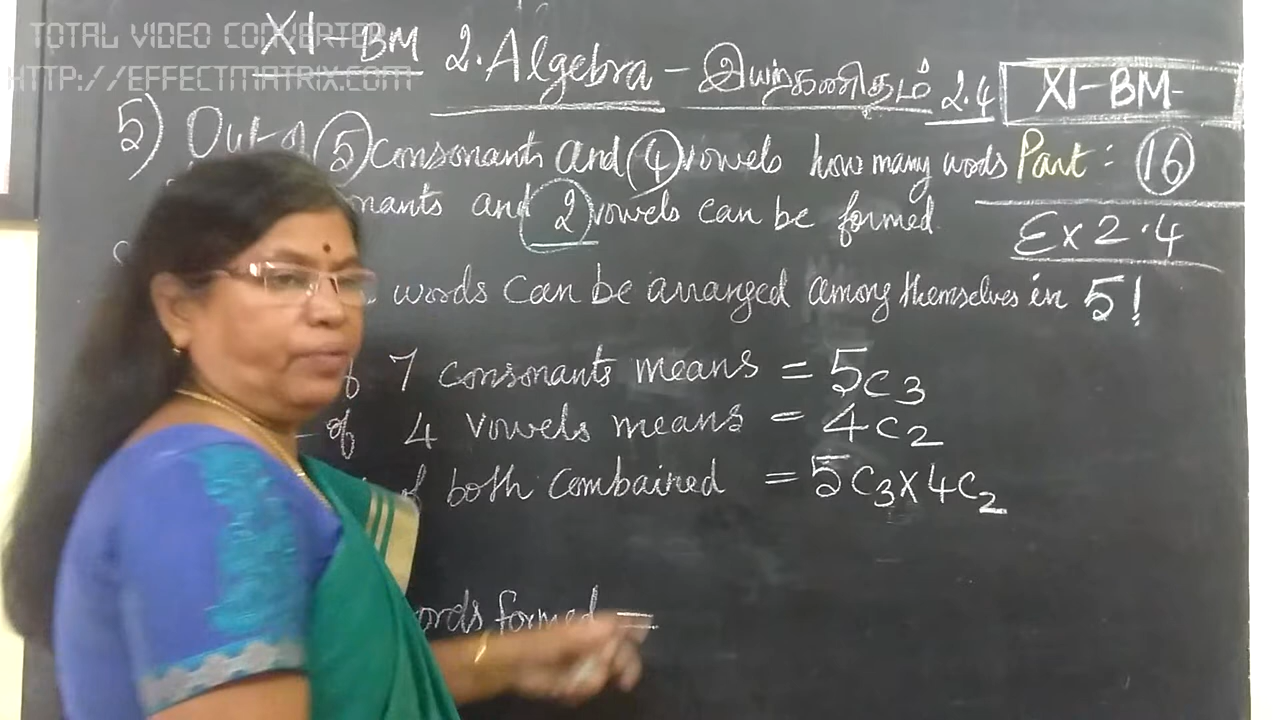 TOTAL VIDEO CONVERTER
HTTP://EFFECTMATRIX.COM
XI-BM 2. Algebra - இயற்கணிதம் 2.4
XI-BM-
Part: 16
Ex 2.4
5) Out of 5 consonants and 4 vowels how many words
nants and 2 vowels can be formed
words can be arranged among themselves in 5!
of 7 consonants means = 5C3
of 4 vowels means = 4C2
of both combained = 5C3X4C2
ords formed =